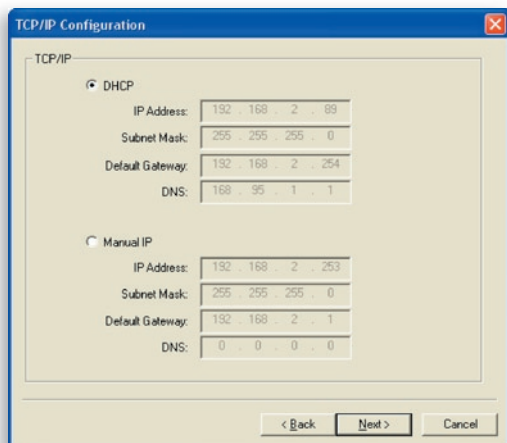 TCP/IP Configuration
TCP/IP
DHCP
IP Address: 192 . 168 . 2 . 89
Subnet Mask: 255 . 255 . 255 . 0
Default Gateway: 192 . 168 . 2 . 254
DNS: 168 . 95 . 1 . 1
Manual IP
IP Address: 192 . 168 . 2 . 253
Subnet Mask: 255 . 255 . 255 . 0
Default Gateway: 192 . 168 . 2 . 1
DNS: 0 . 0 . 0 . 0
< Back Next > Cancel